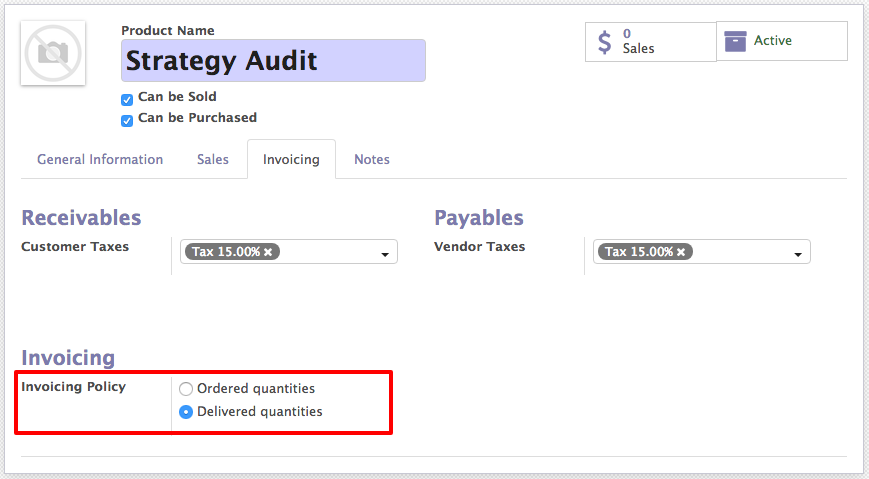 Product Name
Strategy Audit
Can be Sold
Can be Purchased
0
Sales
Active
General Information Sales Invoicing Notes
Receivables Payables
Customer Taxes Tax 15.00% × Vendor Taxes Tax 15.00% ×
Invoicing
Invoicing Policy Ordered quantities
Delivered quantities